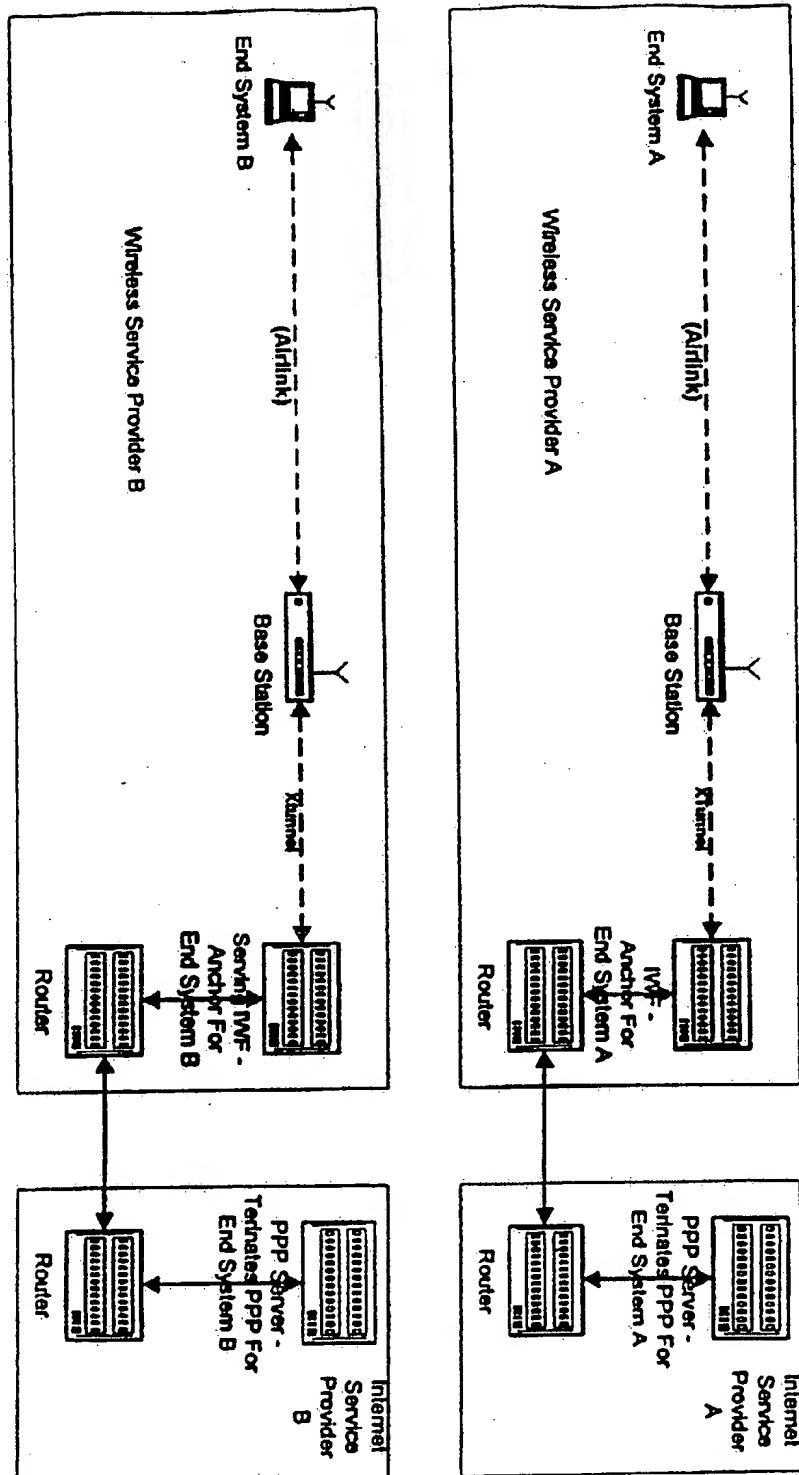 End System A
(Airlink)
Wireless Service Provider A
Base Station
XTunnel
IWF -
Anchor For
End System A
Router
Internet
Service
Provider
A
PPP Server -
Terinates PPP For
End System A
Router
End System B
(Airlink)
Wireless Service Provider B
Base Station
Xtunnel
Serving IWF -
Anchor For
End System B
Router
Internet
Service
Provider
B
PPP Server -
Terinates PPP For
End System B
Router